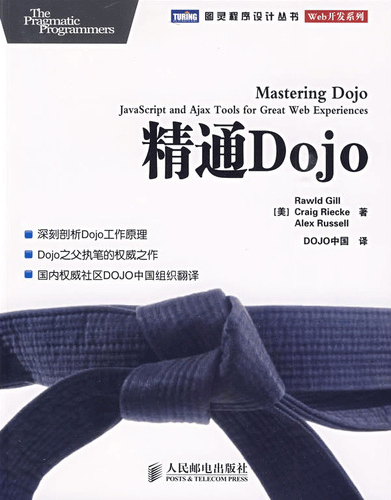 The
Pragmatic
Programmers
TURING 图灵程序设计丛书 Web开发系列
Mastering Dojo
JavaScript and Ajax Tools for Great Web Experiences
精通Dojo
Rawld Gill
[美] Craig Riecke 著
Alex Russell
DOJO中国 译
深刻剖析Dojo工作原理
Dojo之父执笔的权威之作
国内权威社区DOJO中国组织翻译
人民邮电出版社
POSTS & TELECOM PRESS